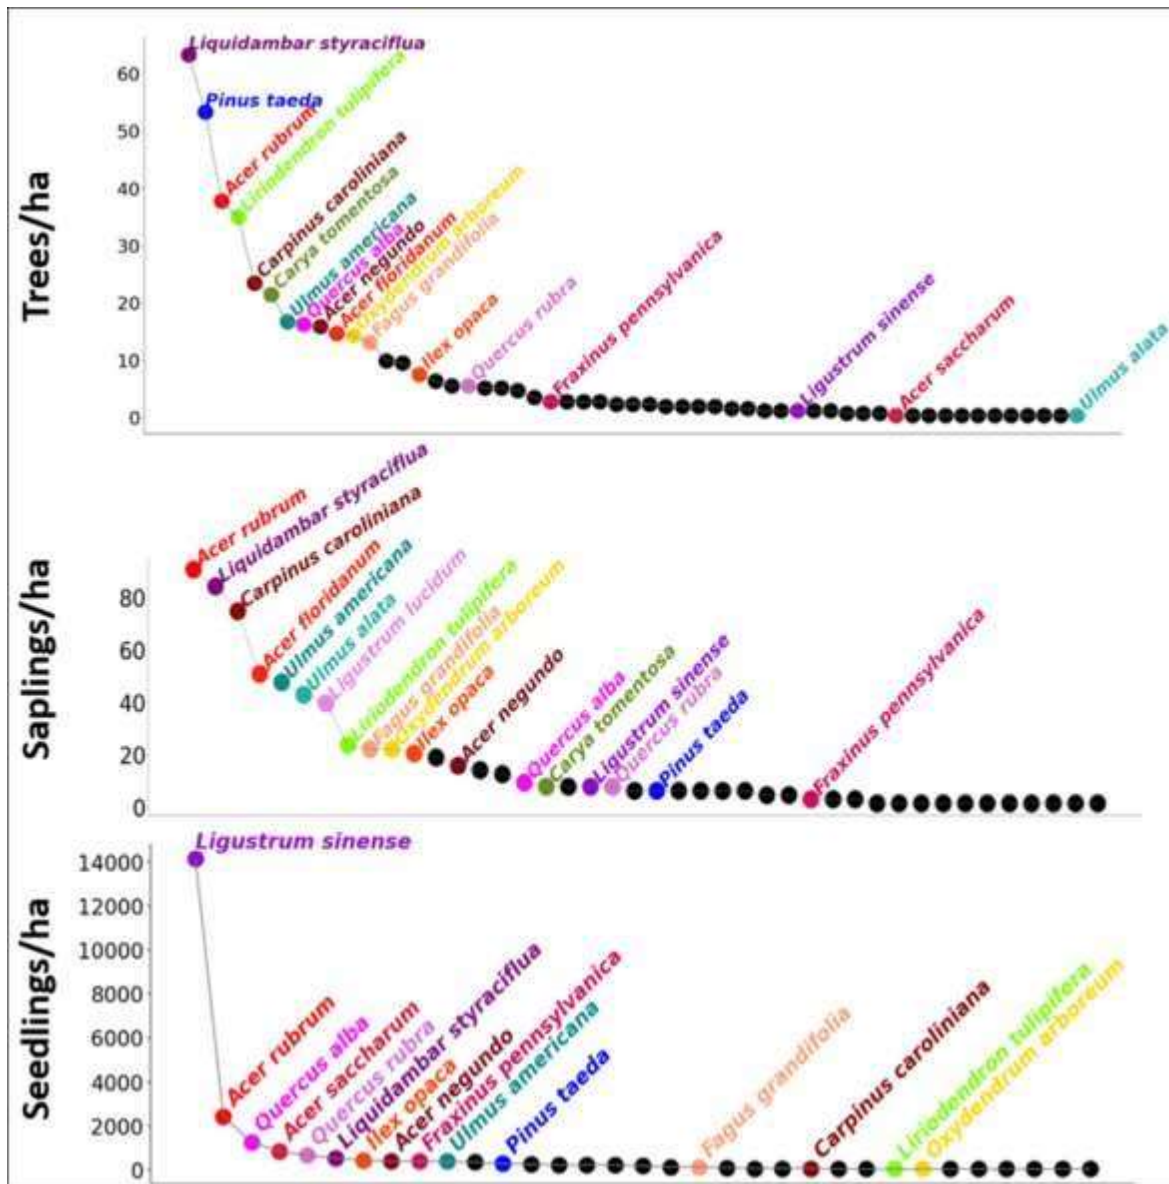 Trees/ha
60
50
40
30
20
10
0
Liquidambar styraciflua
Pinus taeda
Acer rubrum
Liriodendron tulipifera
Carpinus caroliniana
Carya tomentosa
Ulmus americana
Quercus alba
Acer negundo
Acer floridanum
Oxydendrum arboreum
Fagus grandifolia
Ilex opaca
Quercus rubra
Fraxinus pennsylvanica
Ligustrum sinense
Acer saccharum
Ulmus alata
Saplings/ha
80
60
40
20
0
Acer rubrum
Liquidambar styraciflua
Carpinus caroliniana
Acer floridanum
Ulmus americana
Ulmus alata
Ligustrum lucidum
Liriodendron tulipifera
Fagus grandifolia
Oxydendrum arboreum
Ilex opaca
Acer negundo
Quercus alba
Carya tomentosa
Ligustrum sinense
Quercus rubra
Pinus taeda
Fraxinus pennsylvanica
Seedlings/ha
14000
12000
10000
8000
6000
4000
2000
0
Ligustrum sinense
Acer rubrum
Quercus alba
Acer saccharum
Quercus rubra
Liquidambar styraciflua
Ilex opaca
Acer negundo
Fraxinus pennsylvanica
Ulmus americana
Pinus taeda
Fagus grandifolia
Carpinus caroliniana
Liriodendron tulipifera
Oxydendrum arboreum